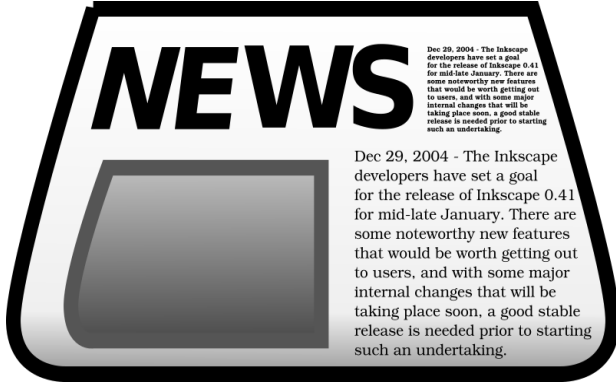 NEWS
Dec 29, 2004 - The Inkscape
developers have set a goal
for the release of Inkscape 0.41
for mid-late January. There are
some noteworthy new features
that would be worth getting out
to users, and with some major
internal changes that will be
taking place soon, a good stable
release is needed prior to starting
such an undertaking.
Dec 29, 2004 - The Inkscape
developers have set a goal
for the release of Inkscape 0.41
for mid-late January. There are
some noteworthy new features
that would be worth getting out
to users, and with some major
internal changes that will be
taking place soon, a good stable
release is needed prior to starting
such an undertaking.